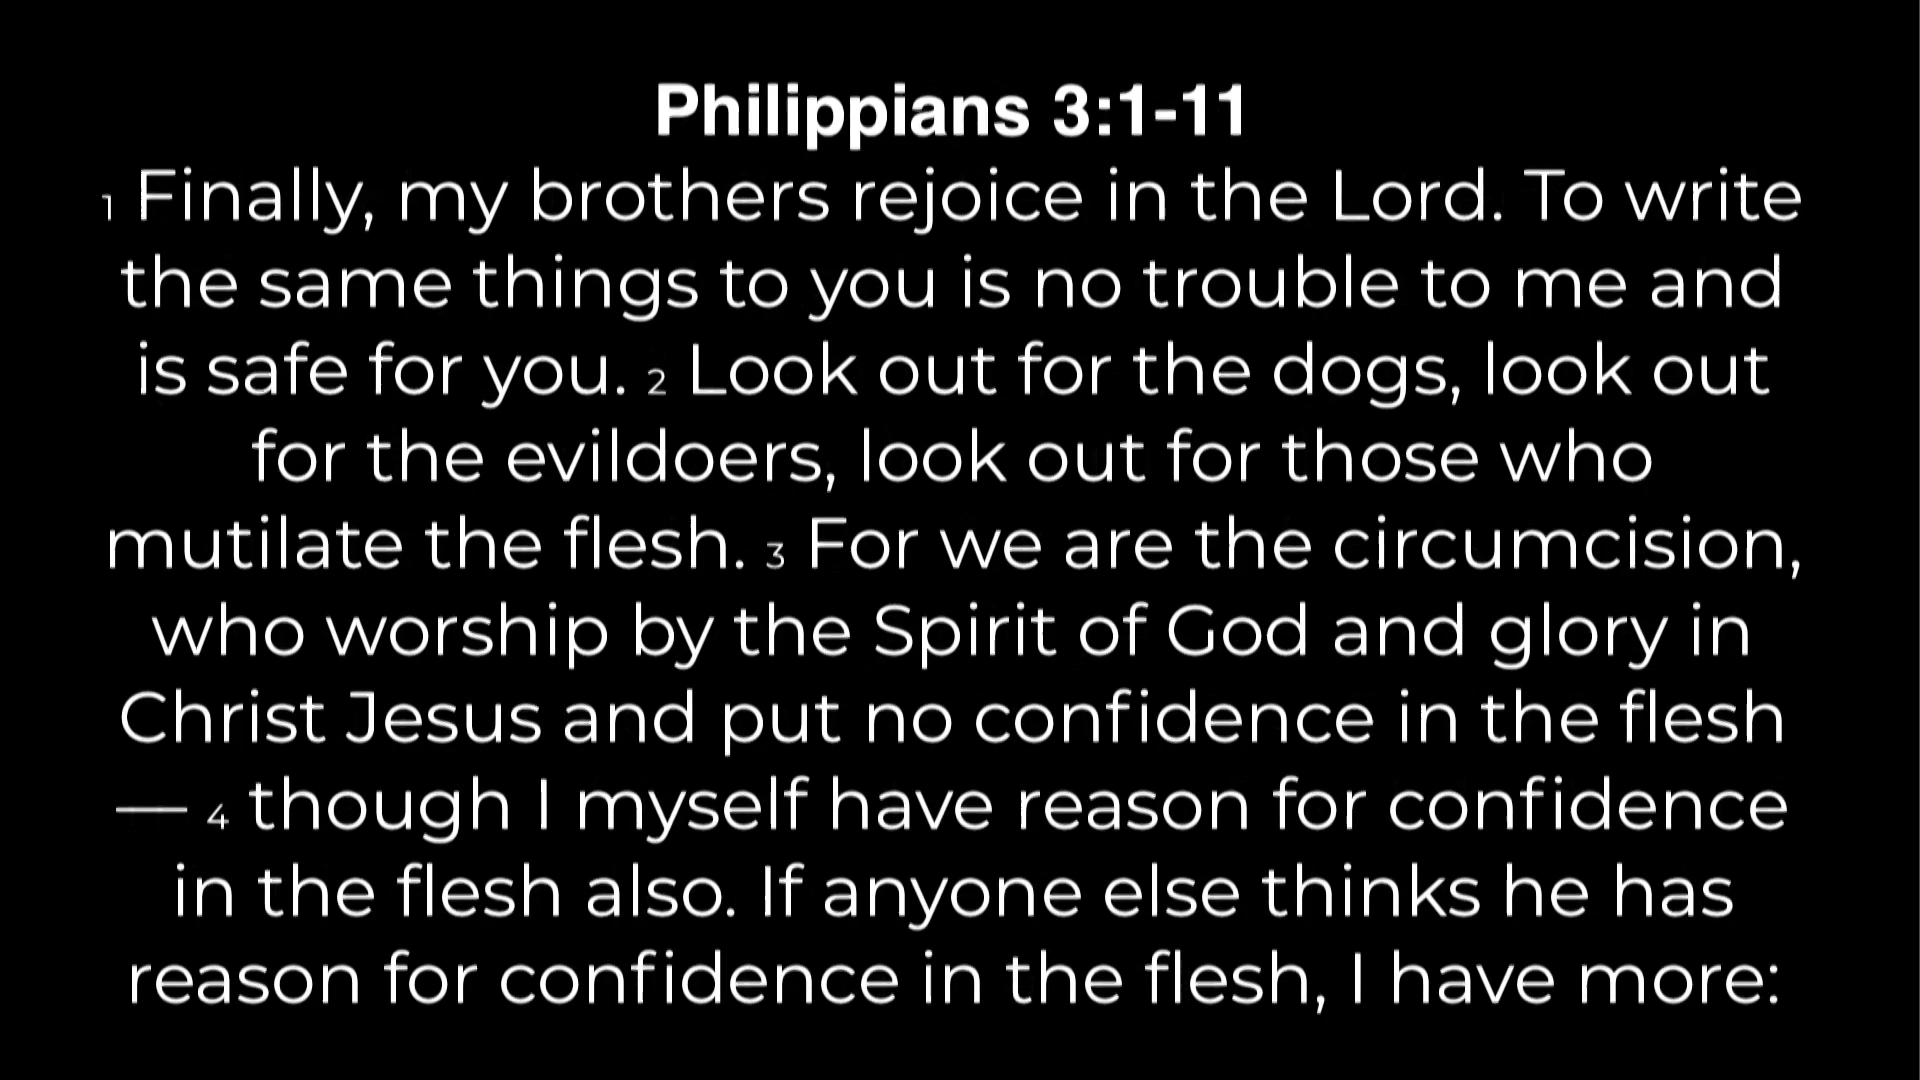 Philippians 3:1-11
1 Finally, my brothers rejoice in the Lord. To write
the same things to you is no trouble to me and
is safe for you. 2 Look out for the dogs, look out
for the evildoers, look out for those who
mutilate the flesh. 3 For we are the circumcision,
who worship by the Spirit of God and glory in
Christ Jesus and put no confidence in the flesh
— 4 though I myself have reason for confidence
in the flesh also. If anyone else thinks he has
reason for confidence in the flesh, I have more: